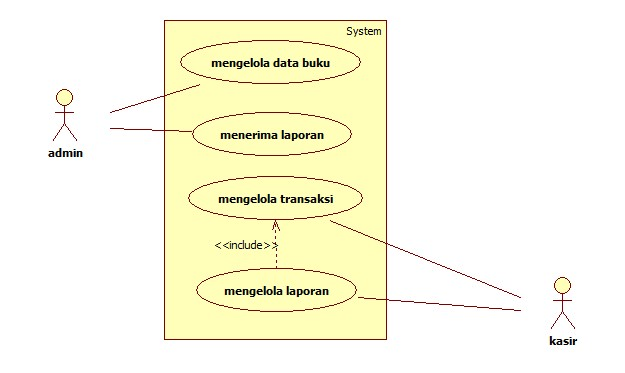 System
mengelola data buku
admin
menerima laporan
mengelola transaksi
<<include>>
mengelola laporan
kasir